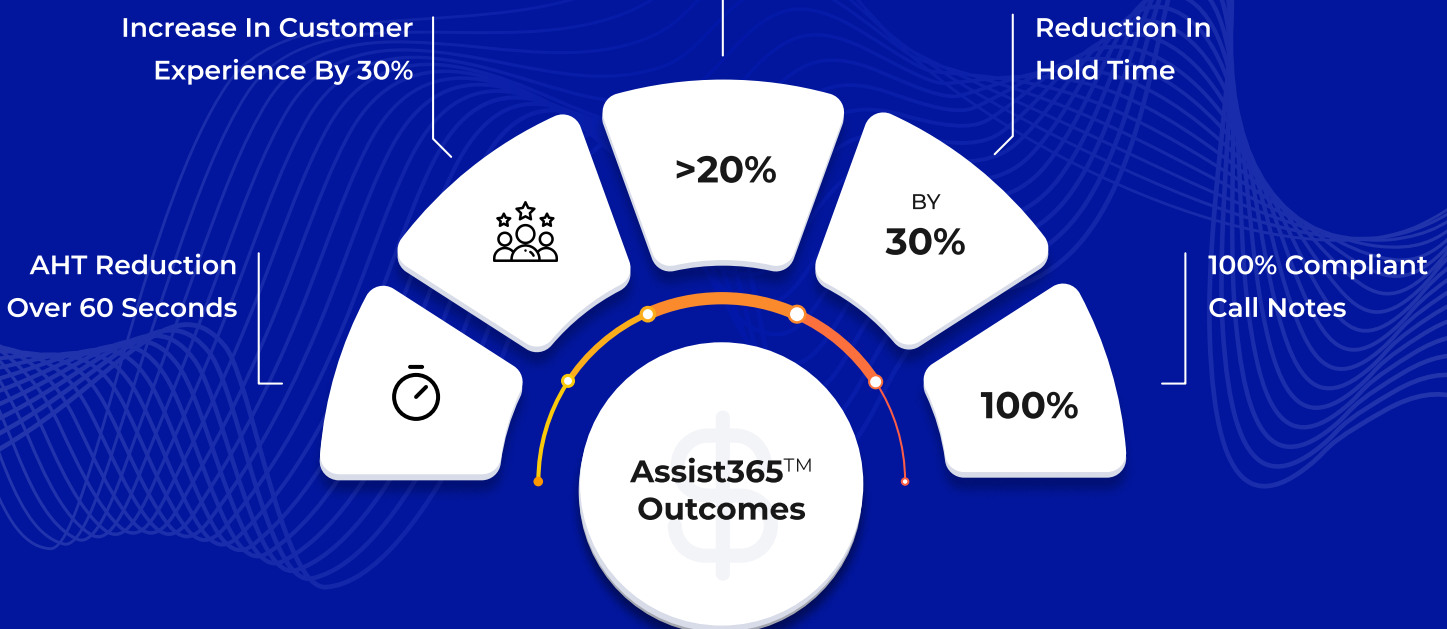 Increase In Customer
Experience By 30%
Reduction In
Hold Time
>20%
BY
30%
AHT Reduction
Over 60 Seconds
100% Compliant
Call Notes
100%
Assist365™
Outcomes